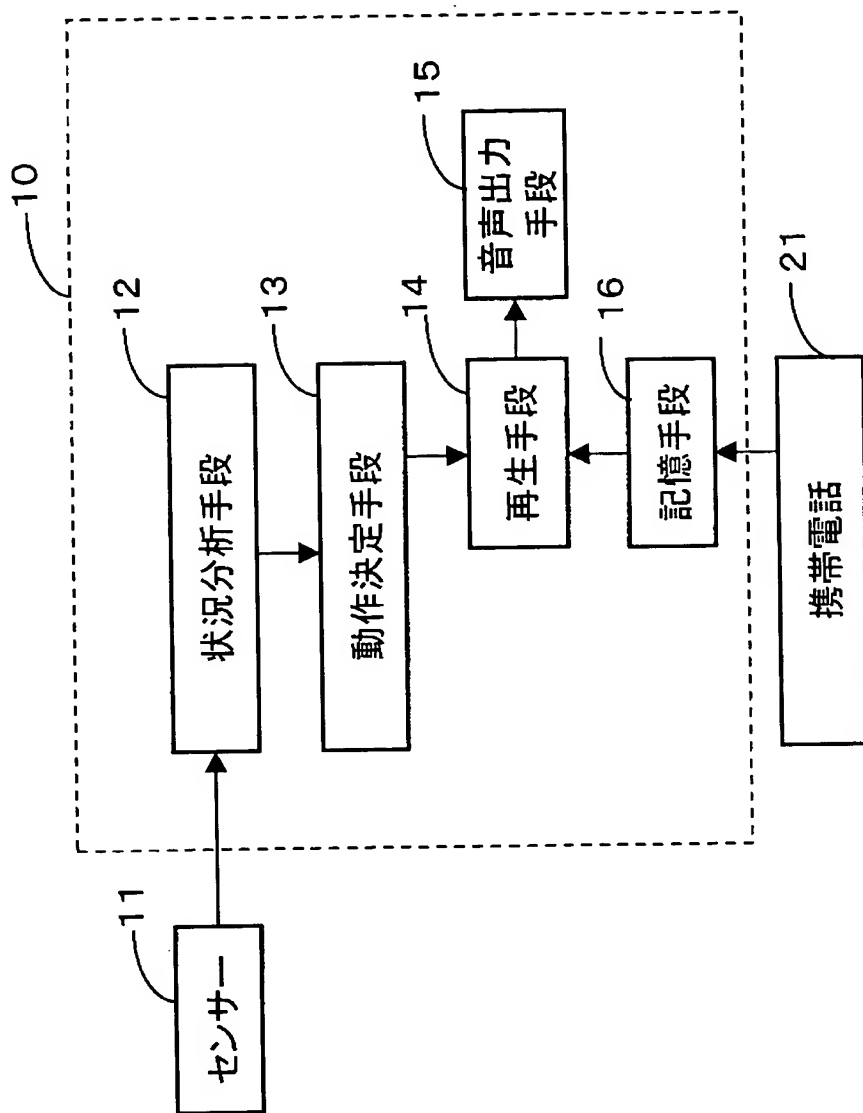 10
11
センサー
12
状況分析手段
13
動作決定手段
14
再生手段
15
音声出力
手段
16
記憶手段
21
携帯電話